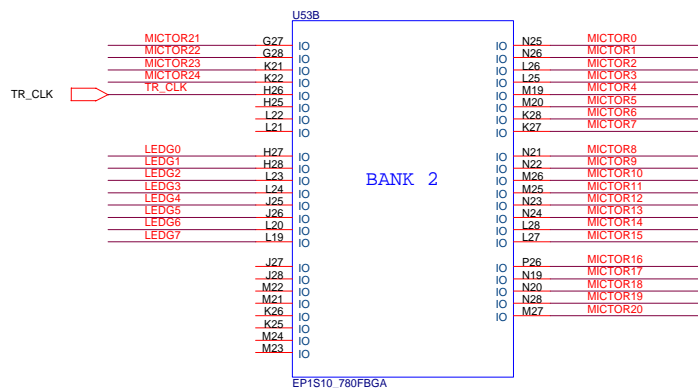 U53B
MICTOR21 G27 IO IO N25 MICTOR0
MICTOR22 G28 IO IO N26 MICTOR1
MICTOR23 K21 IO IO L26 MICTOR2
MICTOR24 K22 IO IO L25 MICTOR3
TR_CLK TR_CLK H26 IO IO M19 MICTOR4
H25 IO IO M20 MICTOR5
L22 IO IO K28 MICTOR6
L21 IO IO K27 MICTOR7
LEDG0 H27 IO IO N21 MICTOR8
LEDG1 H28 IO IO N22 MICTOR9
LEDG2 L23 IO BANK 2 IO M26 MICTOR10
LEDG3 L24 IO IO M25 MICTOR11
LEDG4 J25 IO IO N23 MICTOR12
LEDG5 J26 IO IO N24 MICTOR13
LEDG6 L20 IO IO L28 MICTOR14
LEDG7 L19 IO IO L27 MICTOR15
J27 IO IO P26 MICTOR16
J28 IO IO N19 MICTOR17
M22 IO IO N20 MICTOR18
M21 IO IO N28 MICTOR19
K26 IO IO M27 MICTOR20
K25 IO
M24 IO
M23 IO
EP1S10_780FBGA